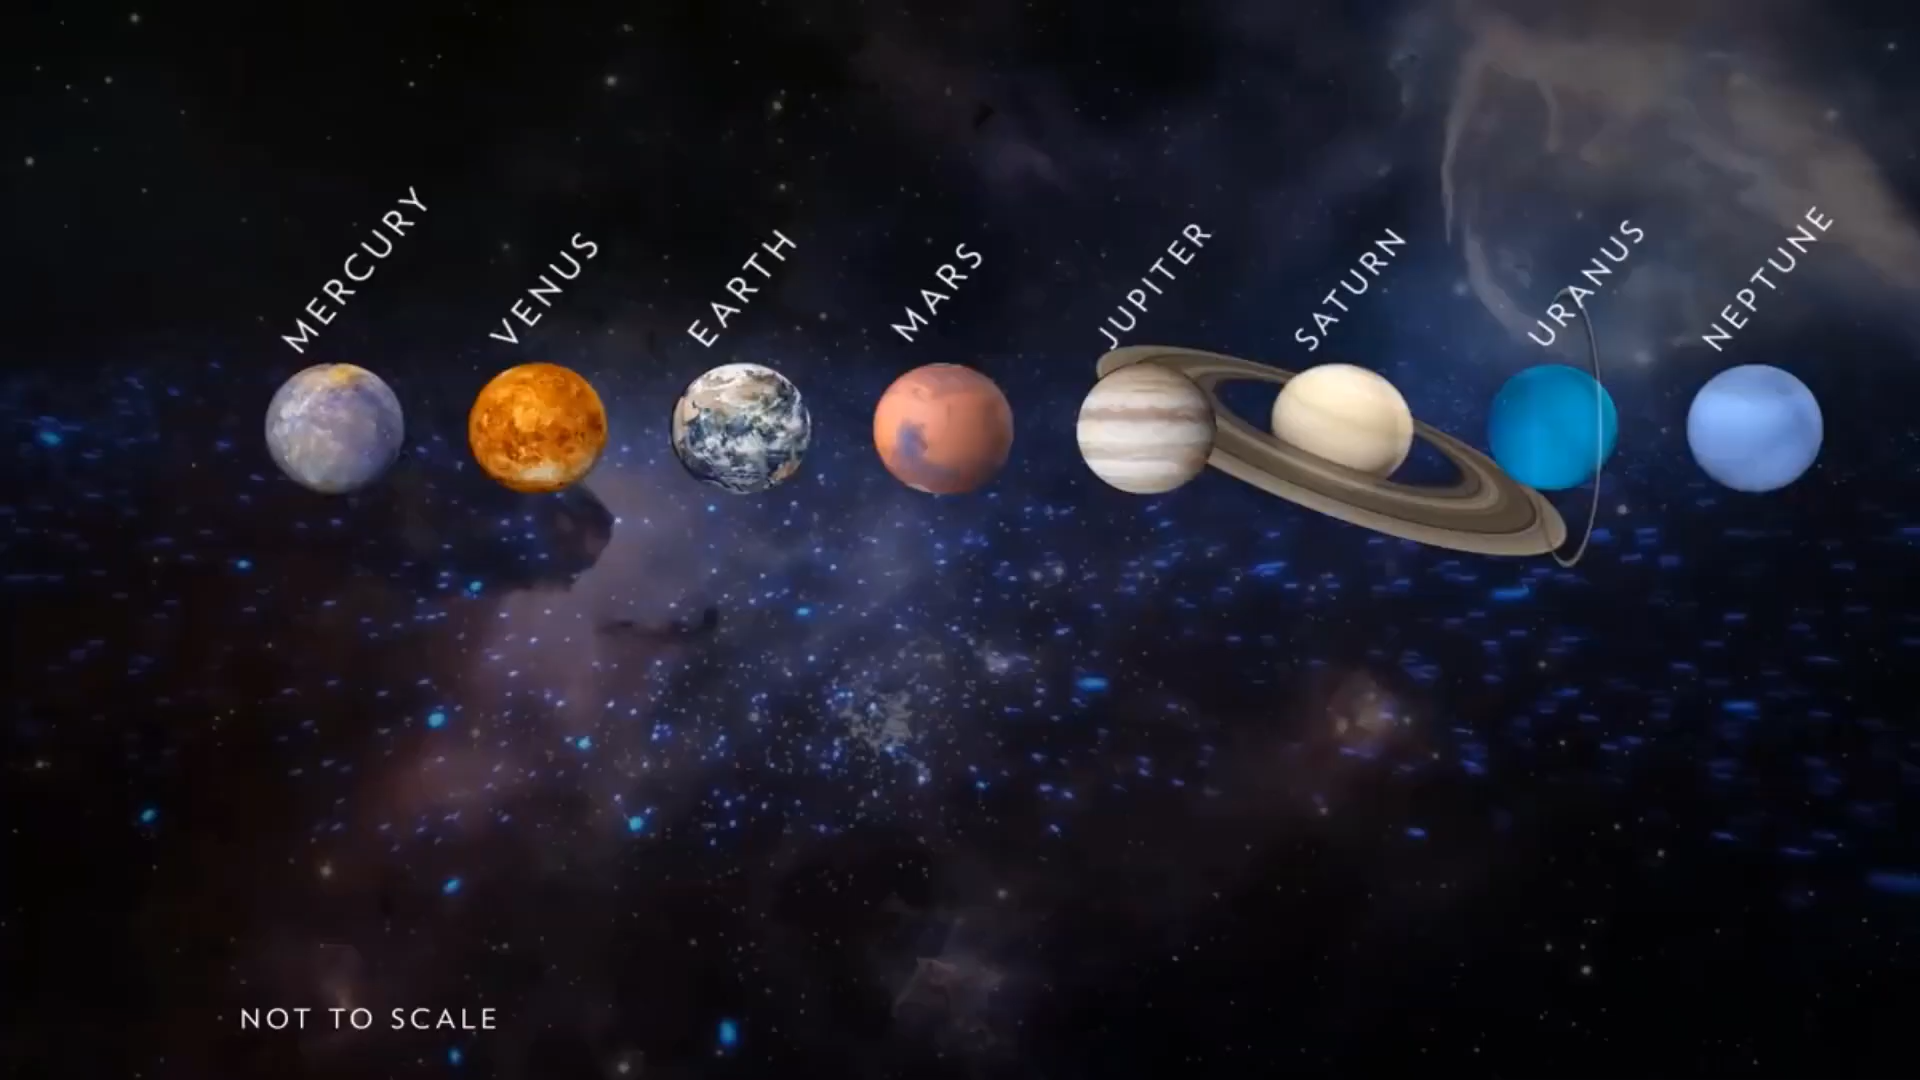 MERCURY
VENUS
EARTH
MARS
JUPITER
SATURN
URANUS
NEPTUNE
NOT TO SCALE